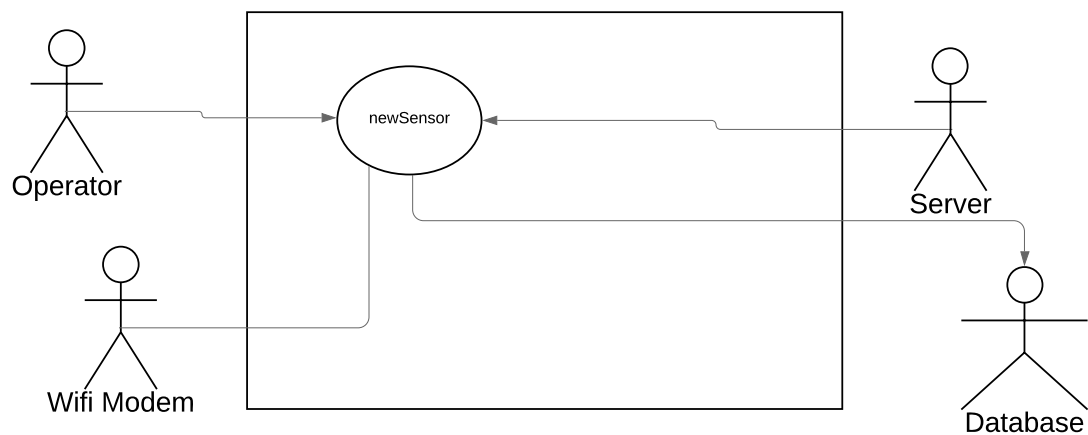 newSensor
Operator
Server
Wifi Modem
Database